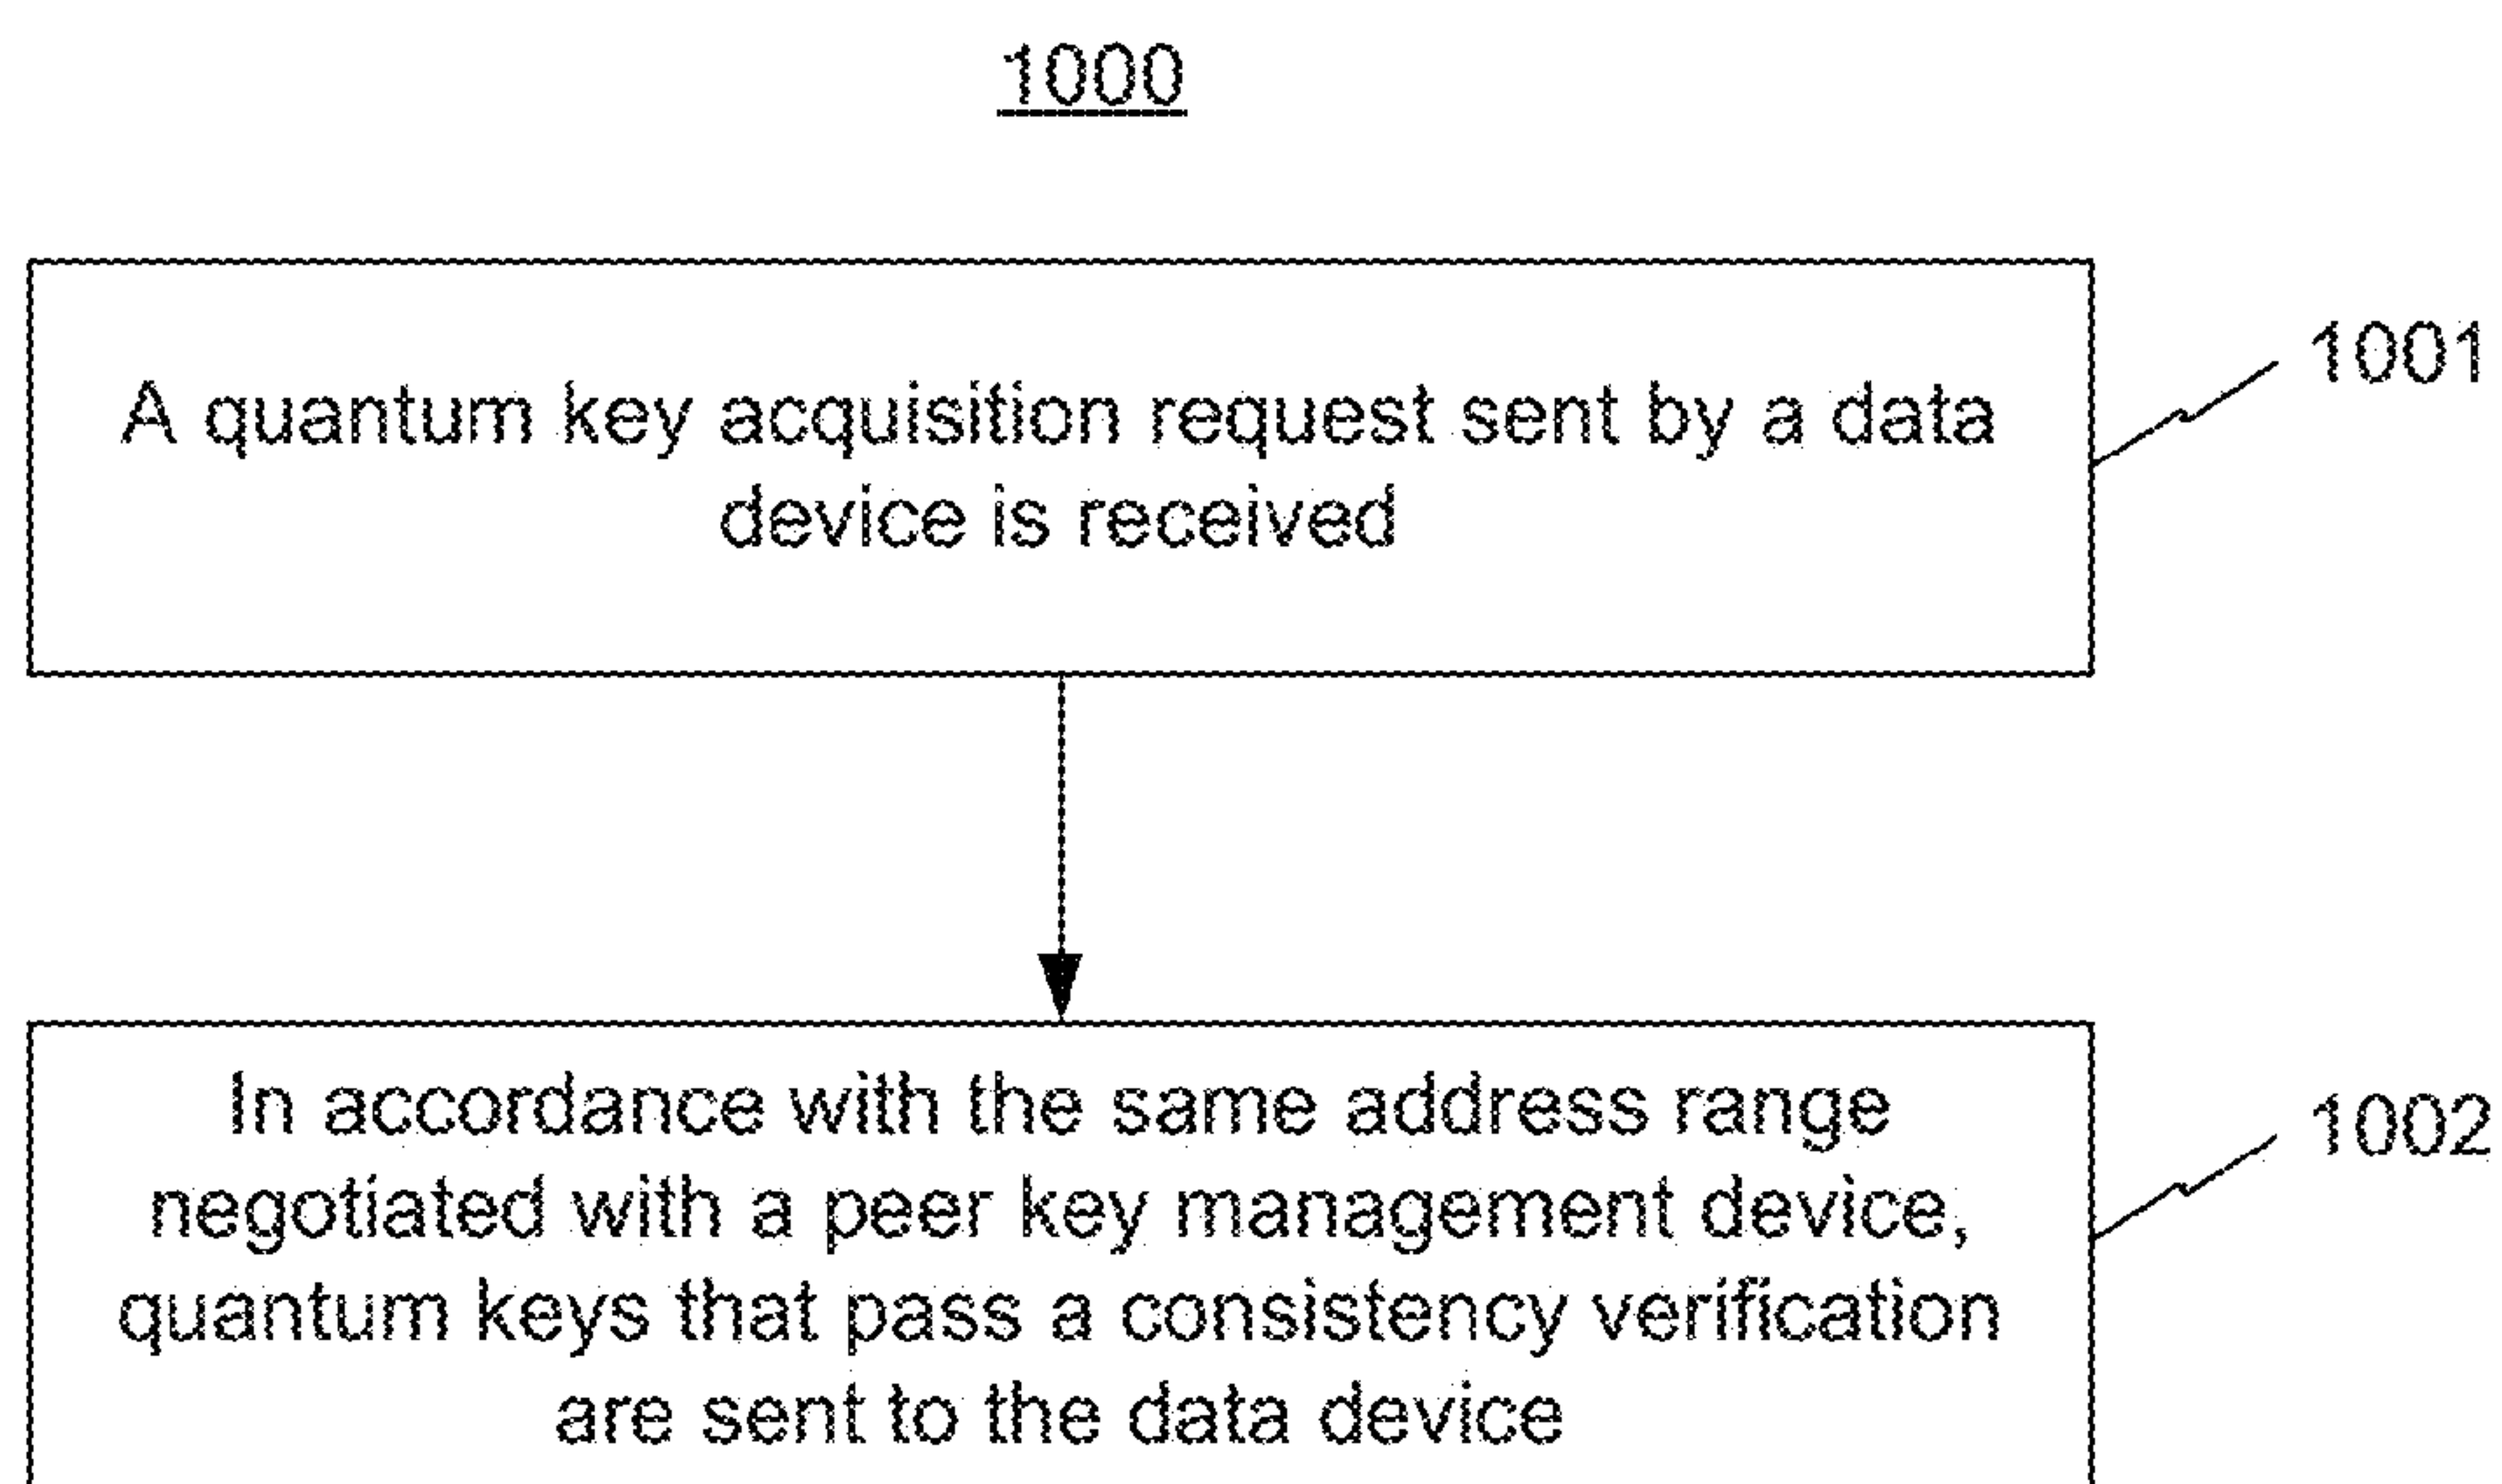 1000
A quantum key acquisition request sent by a data
device is received
1001
In accordance with the same address range
negotiated with a peer key management device,
quantum keys that pass a consistency verification
are sent to the data device
1002